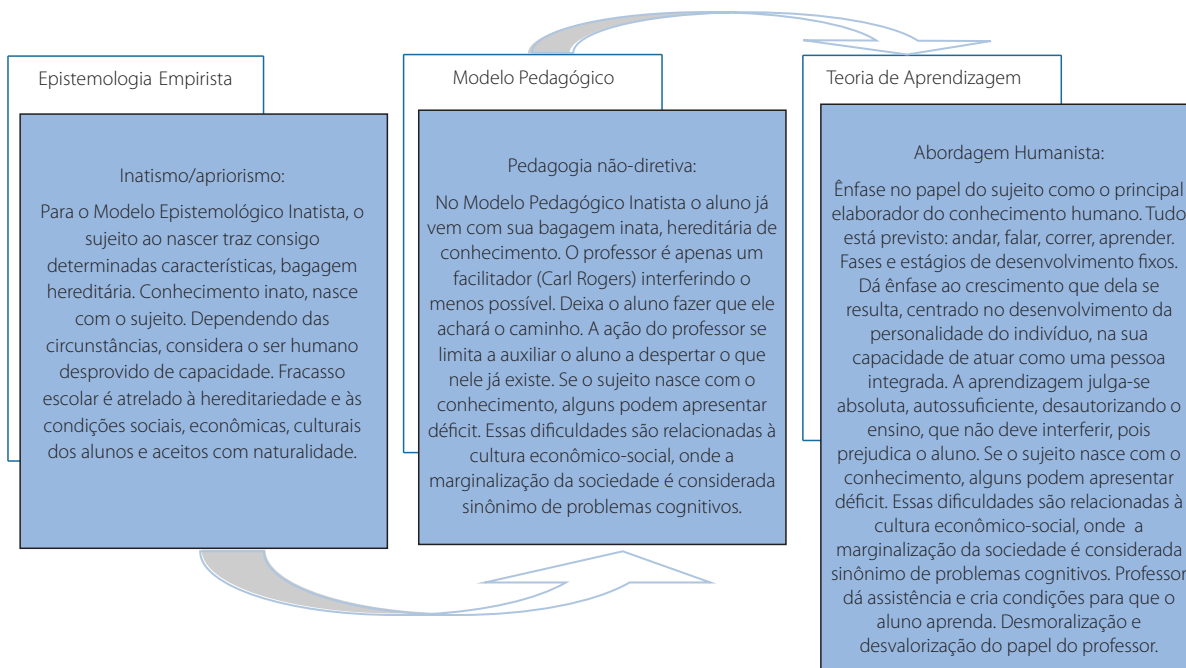 Epistemologia Empirista
Inatismo/apriorismo:
Para o Modelo Epistemológico Inatista, o
sujeito ao nascer traz consigo
determinadas características, bagagem
hereditária. Conhecimento inato, nasce
com o sujeito. Dependendo das
circunstâncias, considera o ser humano
desprovido de capacidade. Fracasso
escolar é atrelado à hereditariedade e às
condições sociais, econômicas, culturais
dos alunos e aceitos com naturalidade.
Modelo Pedagógico
Pedagogia não-diretiva:
No Modelo Pedagógico Inatista o aluno já
vem com sua bagagem inata, hereditária de
conhecimento. O professor é apenas um
facilitador (Carl Rogers) interferindo o
menos possível. Deixa o aluno fazer que ele
achará o caminho. A ação do professor se
limita a auxiliar o aluno a despertar o que
nele já existe. Se o sujeito nasce com o
conhecimento, alguns podem apresentar
déficit. Essas dificuldades são relacionadas à
cultura econômico-social, onde a
marginalização da sociedade é considerada
sinônimo de problemas cognitivos.
Teoria de Aprendizagem
Abordagem Humanista:
Ênfase no papel do sujeito como o principal
elaborador do conhecimento humano. Tudo
está previsto: andar, falar, correr, aprender.
Fases e estágios de desenvolvimento fixos.
Dá ênfase ao crescimento que dela se
resulta, centrado no desenvolvimento da
personalidade do indivíduo, na sua
capacidade de atuar como uma pessoa
integrada. A aprendizagem julga-se
absoluta, autossuficiente, desautorizando o
ensino, que não deve interferir, pois
prejudica o aluno. Se o sujeito nasce com o
conhecimento, alguns podem apresentar
déficit. Essas dificuldades são relacionadas à
cultura econômico-social, onde a
marginalização da sociedade é considerada
sinônimo de problemas cognitivos. Professor
dá assistência e cria condições para que o
aluno aprenda. Desmoralização e
desvalorização do papel do professor.